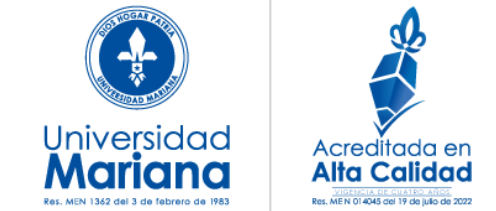 DIOS HOGAR PATRIA
UNIVERSIDAD MARIANA
Universidad
Mariana
Res. MEN 1362 del 3 de febrero de 1983
Acreditada en
Alta Calidad
VIGENCIA DE CUATRO AÑOS
Res. MEN 014045 del 19 de julio de 2022